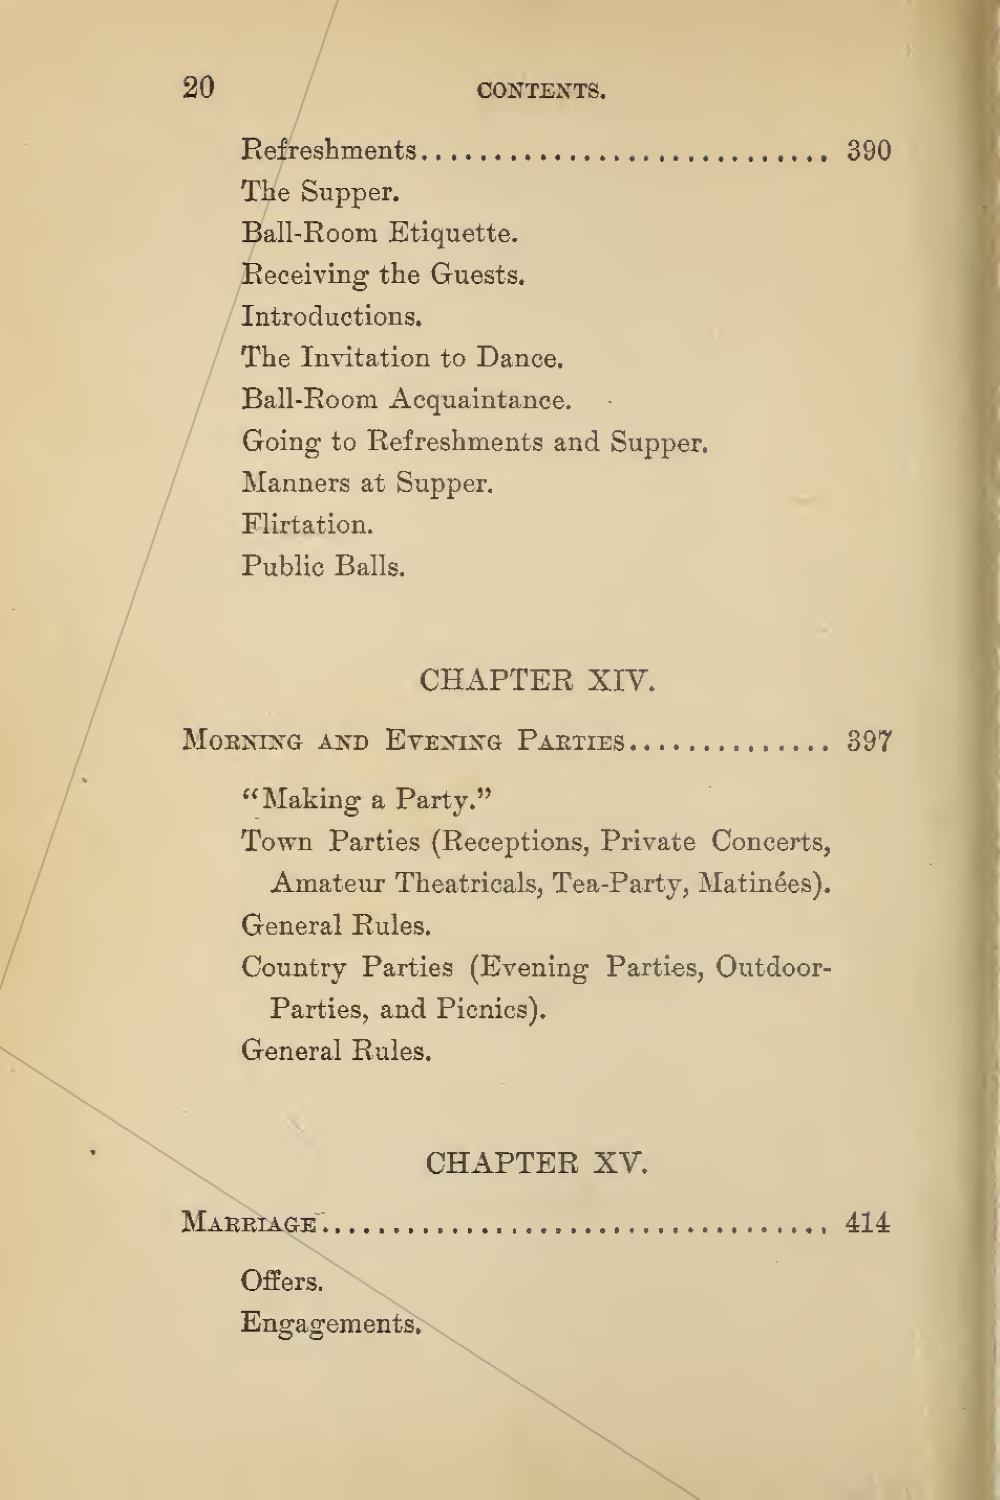 20 CONTENTS.
Refreshments............................ 390
The Supper.
Ball-Room Etiquette.
Receiving the Guests.
Introductions.
The Invitation to Dance.
Ball-Room Acquaintance.
Going to Refreshments and Supper.
Manners at Supper.
Flirtation.
Public Balls.
CHAPTER XIV.
Morning and Evening Parties.............. 397
“Making a Party.”
Town Parties (Receptions, Private Concerts,
Amateur Theatricals, Tea-Party, Matinées).
General Rules.
Country Parties (Evening Parties, Outdoor-
Parties, and Picnics).
General Rules.
CHAPTER XV.
Marriage................................... 414
Offers.
Engagements.